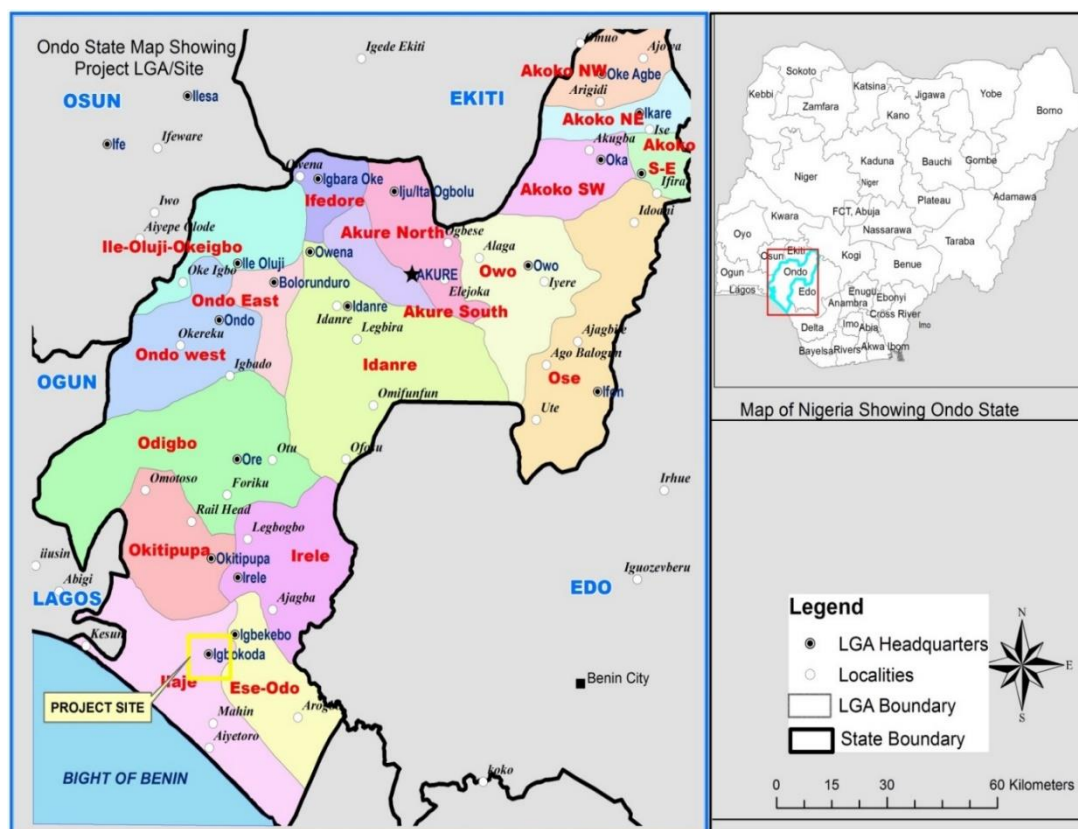 Ondo State Map Showing
Project LGA/Site
OSUN
Ilesa
Ife
Ifeware
Igede Ekiti
EKITI
Omuo
Ajowa
Akoko NW
Oke Agbe
Arigidi
Ikare
Akoko NE
Ise
Akugba
Akoko
S-E
Oka
Ifira
Akoko SW
Idoani
Owena
Igbara Oke
Ifedore
Iju/Ita Ogbolu
Iwo
Aiyepe Olode
Ile-Oluji-Okeigbo
Akure North
Ogbese
Alaga
Owena
Ile Oluji
Oke Igbo
Bolorunduro
AKURE
Elejoka
Owo
Owo
Iyere
Ondo East
Idanre
Idanre
Akure South
Ondo
Okereku
Ondo west
Legbira
Ajagbile
Ago Balogun
Igbado
Idanre
Ose
Ifon
OGUN
Omifunfun
Ute
Odigbo
Ore
Otu
Ofosu
Omotoso
Foriku
Irhue
Rail Head
Legbogbo
Okitipupa
Okitipupa
Irele
Irele
iiusin
Abigi
LAGOS
Ajagba
Iguozevberu
EDO
Kesun
Igbekebo
Igbokoda
Ilaje
Ese-Odo
Benin City
PROJECT SITE
Mahin
Aiyetoro
BIGHT OF BENIN
koko
Sokoto
Kebbi
Zamfara
Katsina
Kano
Jigawa
Yobe
Borno
Kaduna
Bauchi
Gombe
Niger
Niger
Adamawa
Plateau
Kwara
FCT, Abuja
Nassarawa
Taraba
Oyo
Ekiti
Osun
Kogi
Benue
Ogun
Ondo
Lagos
Edo
Enugu
Ebonyi
Anambra
Cross River
Delta
Imo
Abia
Imo
Bayelsa
Rivers
Akwa Ibom
Map of Nigeria Showing Ondo State
Legend
LGA Headquarters
Localities
LGA Boundary
State Boundary
N
E
S
0 15 30 60 Kilometers